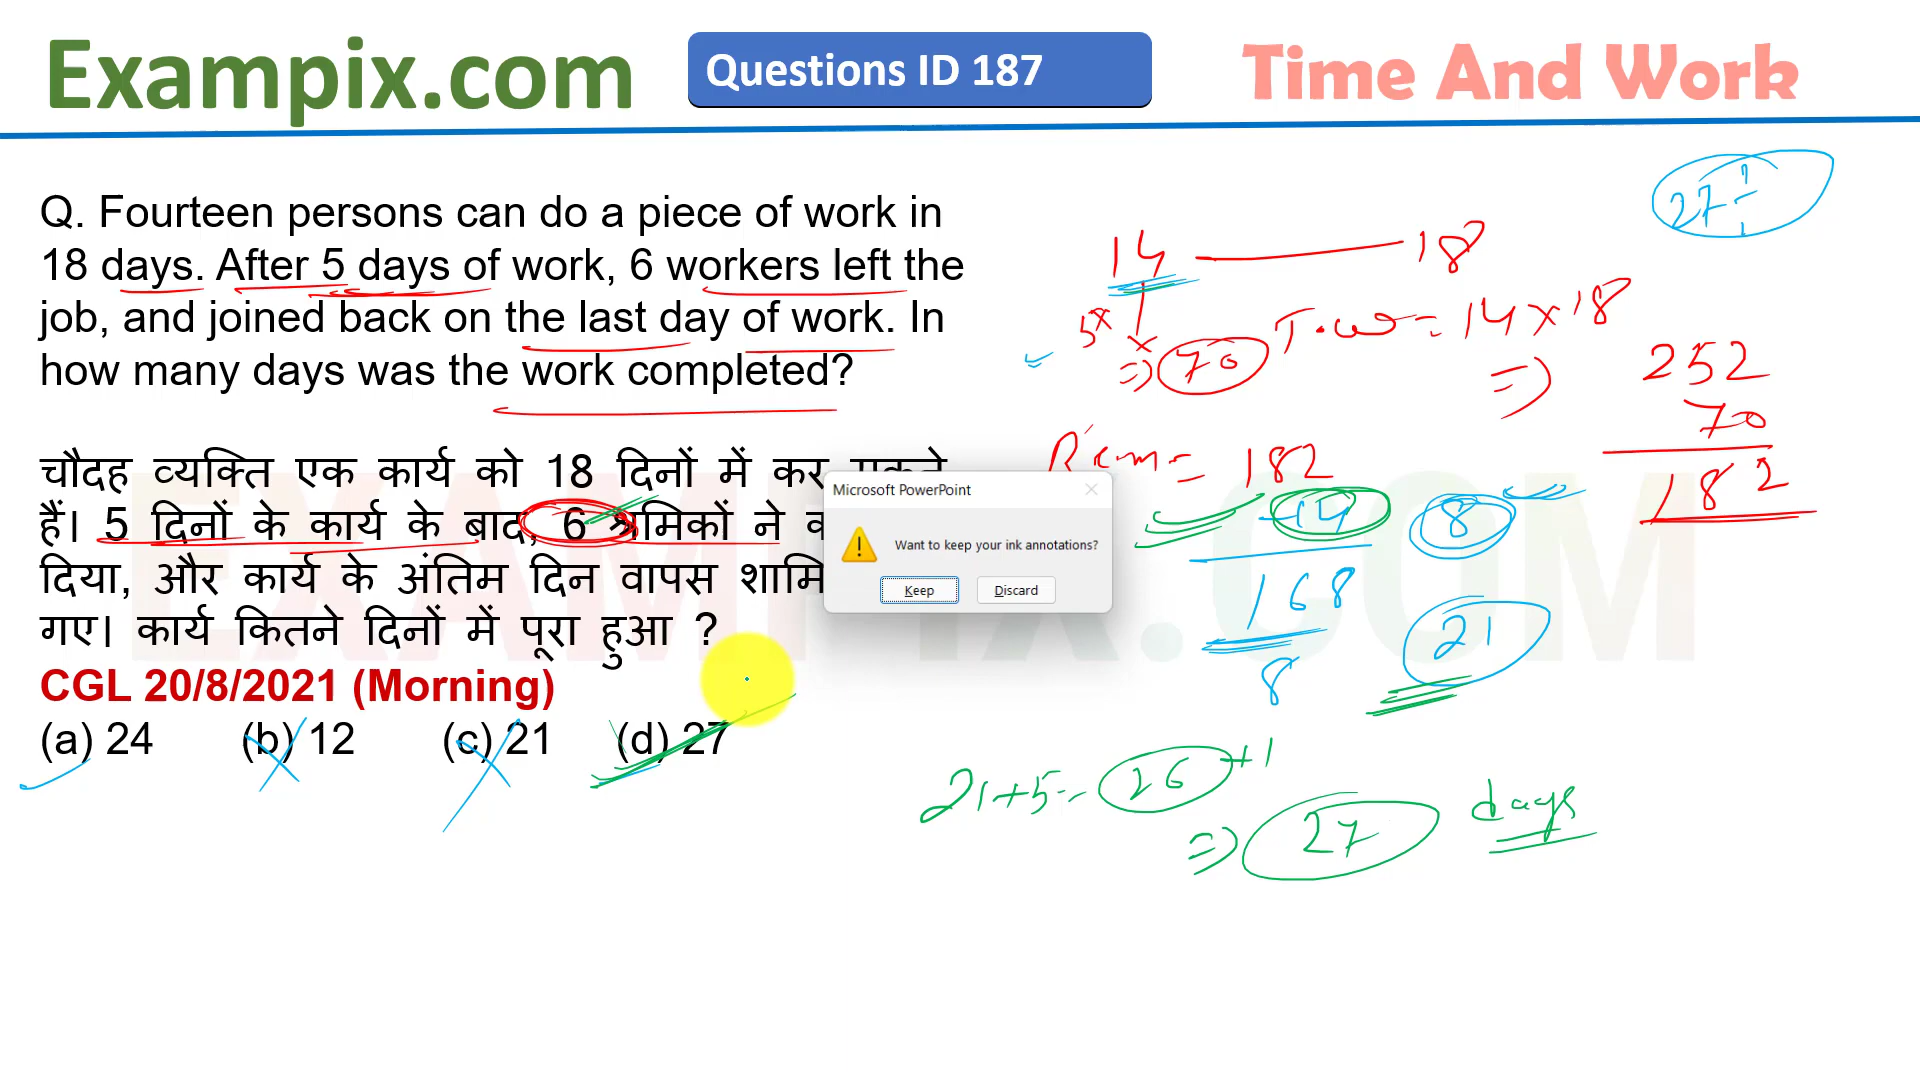 Exampix.com
Questions ID 187
Time And Work
Q. Fourteen persons can do a piece of work in
18 days. After 5 days of work, 6 workers left the
job, and joined back on the last day of work. In
how many days was the work completed?
चौदह व्यक्ति एक कार्य को 18 दिनों में कर
हैं। 5 दिनों के कार्य के बाद, 6 श्रमिकों ने
दिया, और कार्य के अंतिम दिन वापस
गए। कार्य कितने दिनों में पूरा हुआ ?
CGL 20/8/2021 (Morning)
(a) 24 (b) 12 (c) 21 (d) 27
Microsoft PowerPoint
Want to keep your ink annotations?
Keep Discard
27
14 18
5x
70 T.w = 14 x 18
=) 252
70
182
Rem = 182
-14 8
168 21
8
21+5= 26 +1
=) 27 days